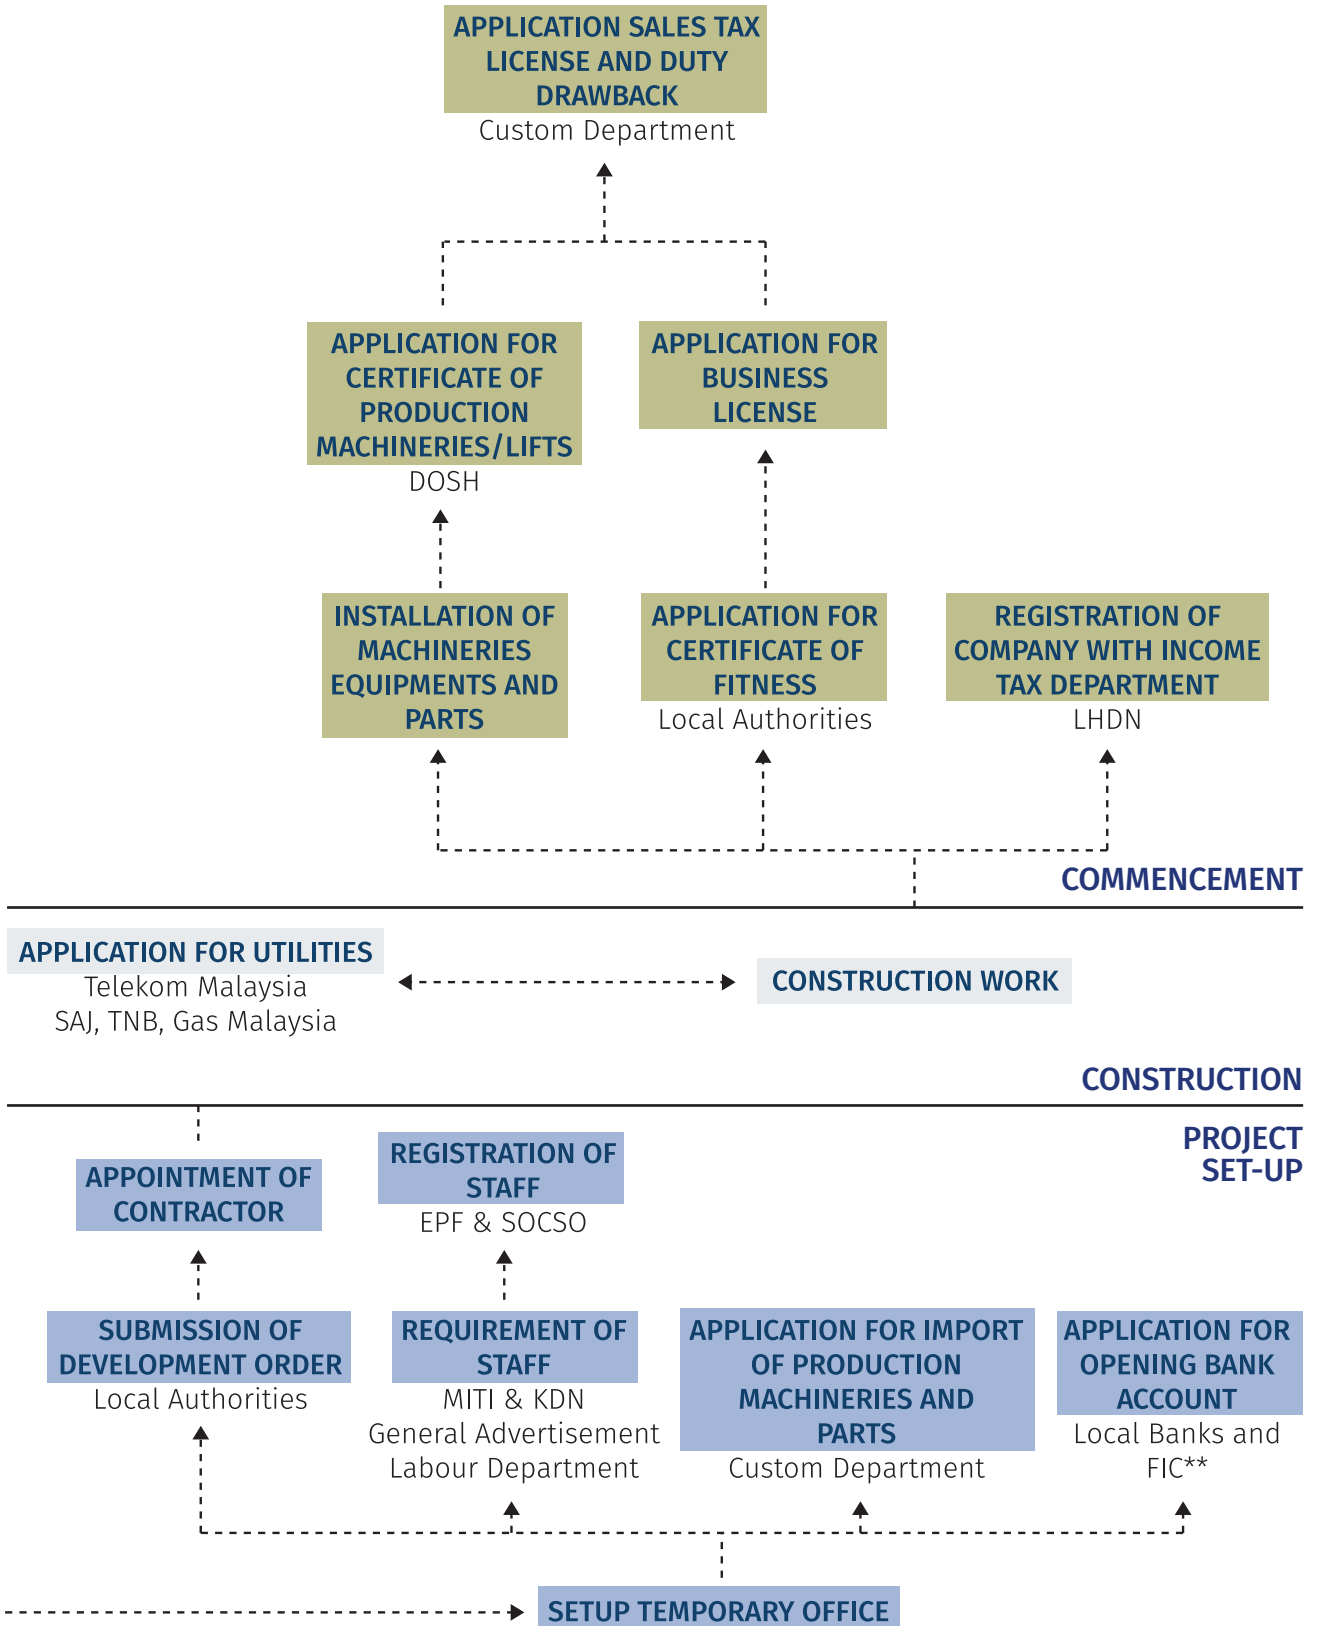 APPLICATION SALES TAX
LICENSE AND DUTY
DRAWBACK
Custom Department
APPLICATION FOR
CERTIFICATE OF
PRODUCTION
MACHINERIES/LIFTS
DOSH
APPLICATION FOR
BUSINESS
LICENSE
INSTALLATION OF
MACHINERIES
EQUIPMENTS AND
PARTS
APPLICATION FOR
CERTIFICATE OF
FITNESS
Local Authorities
REGISTRATION OF
COMPANY WITH INCOME
TAX DEPARTMENT
LHDN
COMMENCEMENT
APPLICATION FOR UTILITIES
Telekom Malaysia
SAJ, TNB, Gas Malaysia
CONSTRUCTION WORK
CONSTRUCTION
PROJECT
SET-UP
APPOINTMENT OF
CONTRACTOR
REGISTRATION OF
STAFF
EPF & SOCSO
SUBMISSION OF
DEVELOPMENT ORDER
Local Authorities
REQUIREMENT OF
STAFF
MITI & KDN
General Advertisement
Labour Department
APPLICATION FOR IMPORT
OF PRODUCTION
MACHINERIES AND
PARTS
Custom Department
APPLICATION FOR
OPENING BANK
ACCOUNT
Local Banks and
FIC**
SETUP TEMPORARY OFFICE